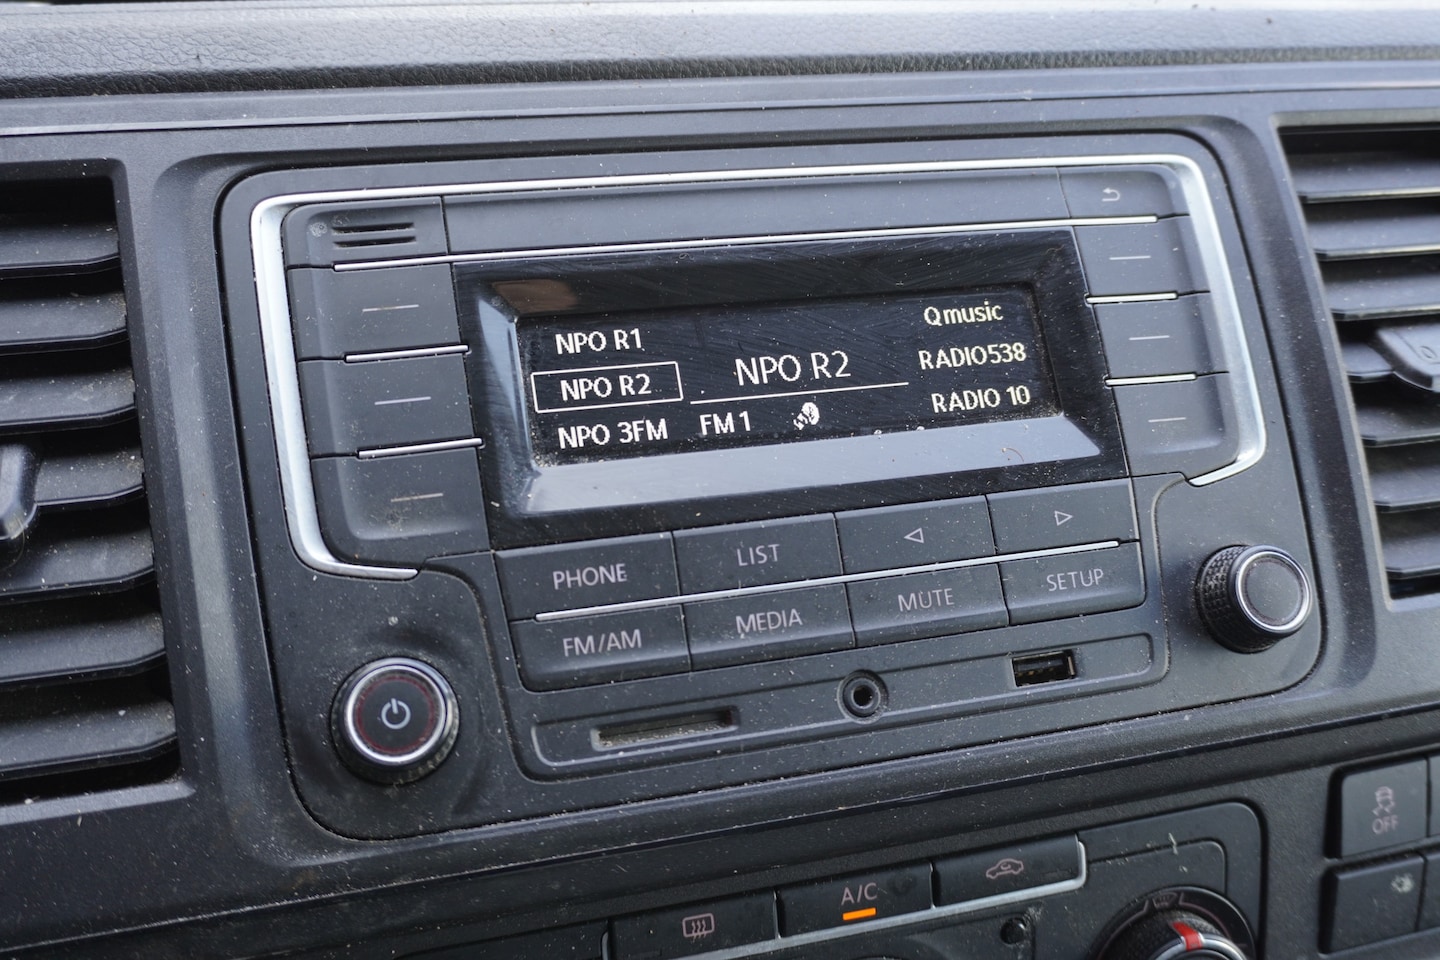 NPO R1
NPO R2
NPO 3FM
NPO R2
FM 1
Qmusic
RADIO538
RADIO 10
PHONE
LIST
FM/AM
MEDIA
MUTE
SETUP
A/C
OFF